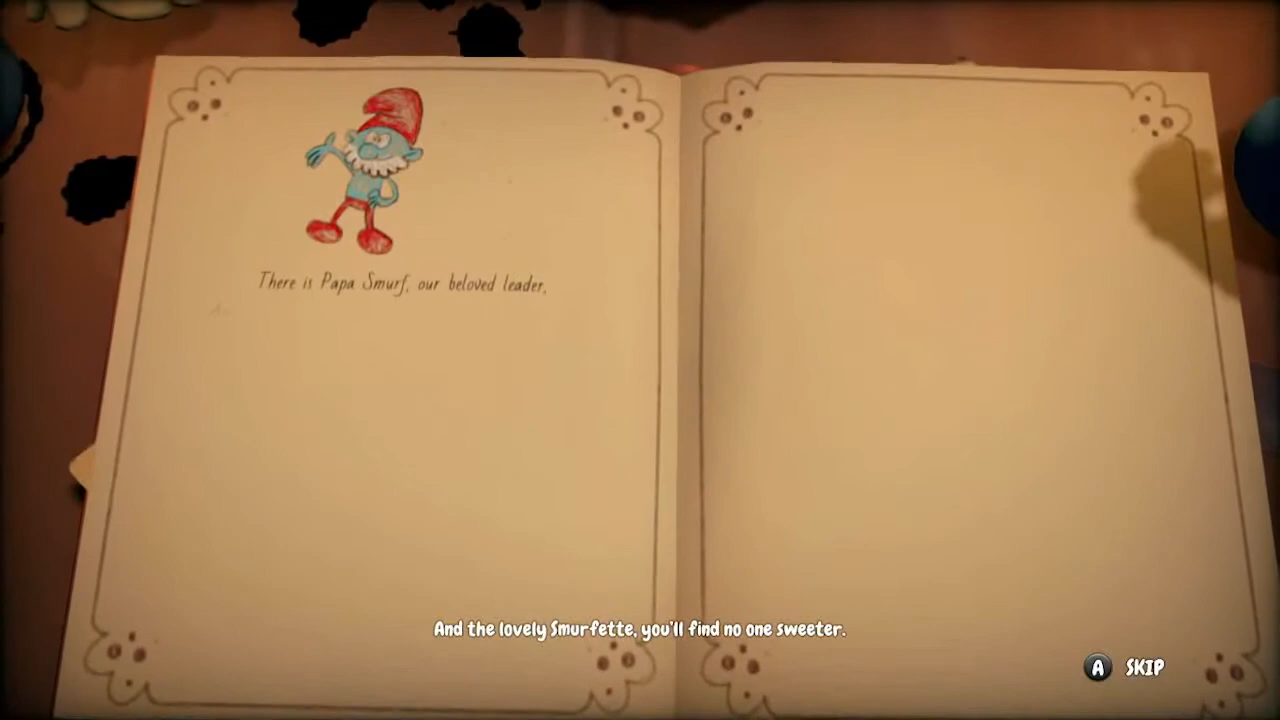 There is Papa Smurf, our beloved leader,
And the lovely Smurfette, you'll find no one sweeter.
A SKIP